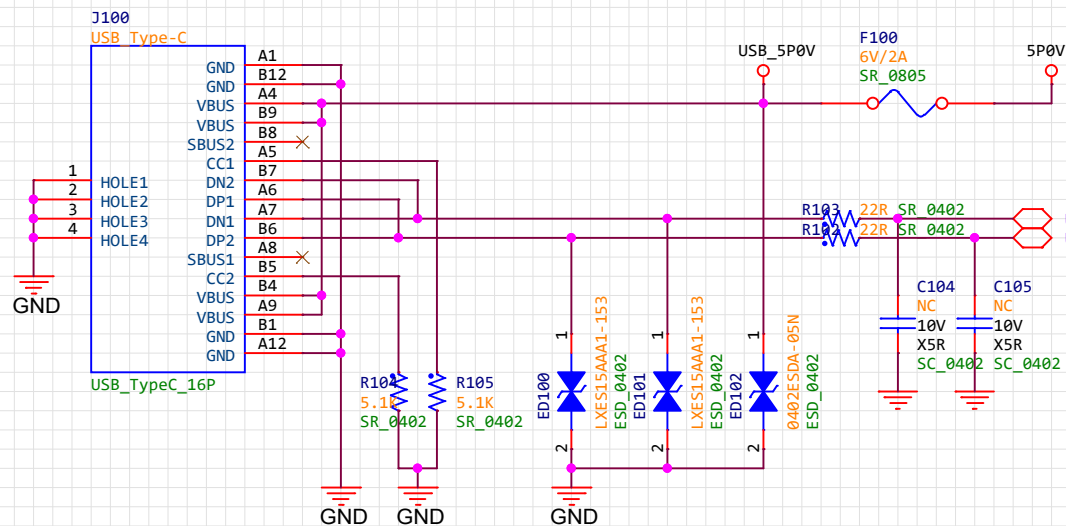 J100
USB_Type-C
GND A1
GND B12
VBUS A4
VBUS B9
SBUS2 B8
CC1 A5
DN2 B7
DP1 A6
DN1 A7
DP2 B6
SBUS1 A8
CC2 B5
VBUS B4
VBUS A9
GND B1
GND A12
1 HOLE1
2 HOLE2
3 HOLE3
4 HOLE4
GND
USB_TypeC_16P
USB_5P0V
F100
6V/2A
SR_0805
5P0V
R103 22R SR_0402
R102 22R SR_0402
C104
NC
10V
X5R
SC_0402
C105
NC
10V
X5R
SC_0402
R104
5.1K
SR_0402
R105
5.1K
SR_0402
1
2
ED100
LXES15AAA1-153
ESD_0402
1
2
ED101
LXES15AAA1-153
ESD_0402
1
2
ED102
0402ESDA-05N
ESD_0402
GND
GND
GND